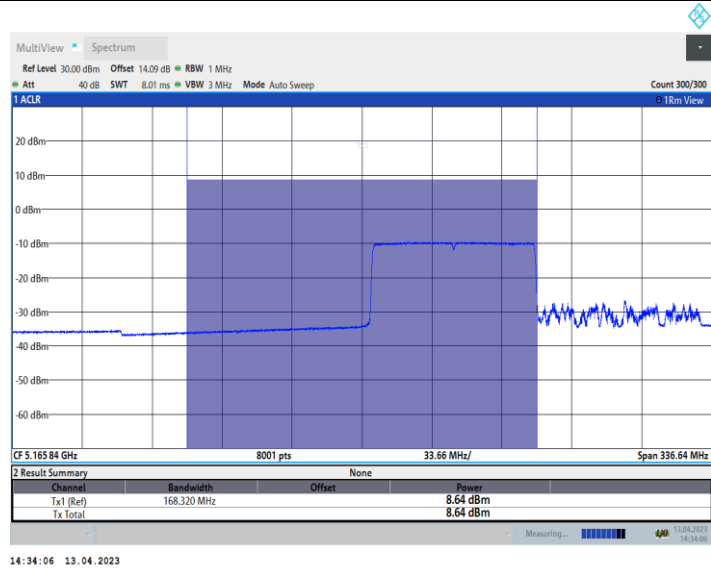 MultiView Spectrum
Ref Level 30.00 dBm Offset 14.09 dB RBW 1 MHz
Att 40 dB SWT 8.01 ms VBW 3 MHz Mode Auto Sweep Count 300/300
1 ACLR 1Rm View
20 dBm
10 dBm
0 dBm
-10 dBm
-20 dBm
-30 dBm
-40 dBm
-50 dBm
-60 dBm
CF 5.165 84 GHz 8001 pts 33.66 MHz/ Span 336.64 MHz
2 Result Summary None
Channel Bandwidth Offset Power
Tx1 (Ref) 168.320 MHz 8.64 dBm
Tx Total 8.64 dBm
Measuring... 13.04.2023
14:34:06
14:34:06 13.04.2023